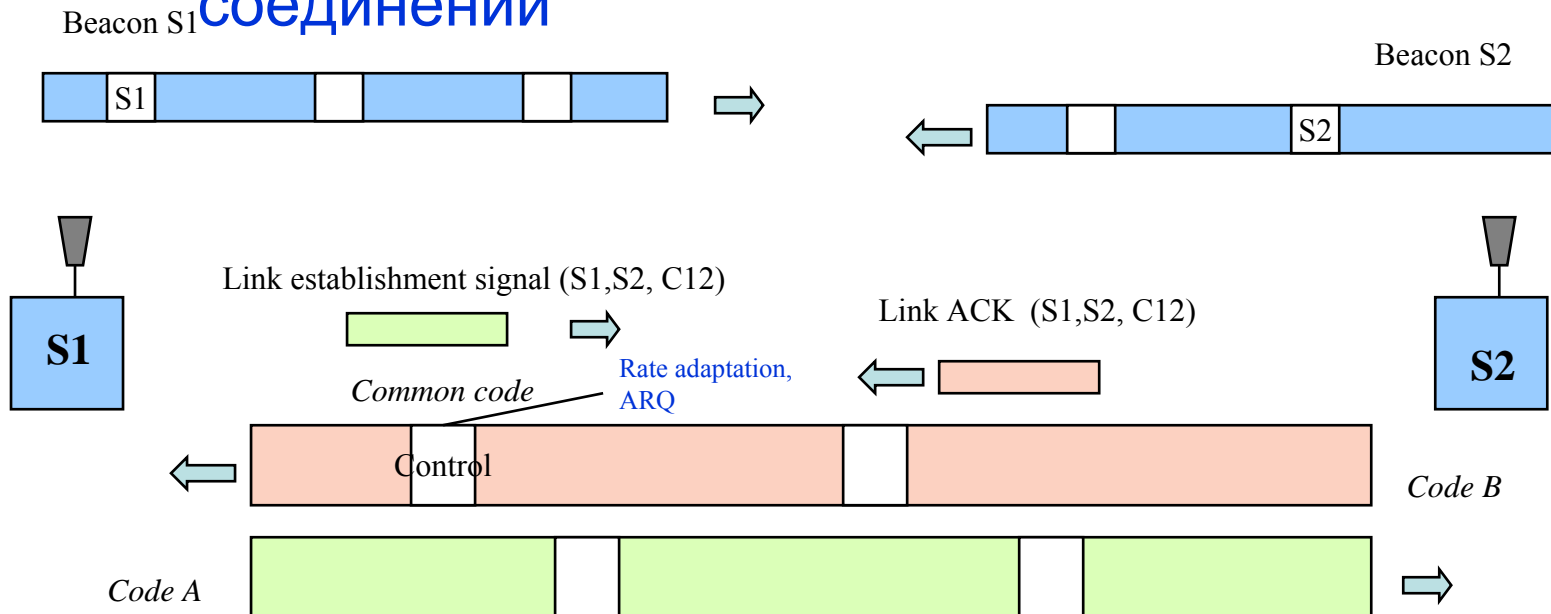 соединений
Beacon S1
Beacon S2
S1
S2
Link establishment signal (S1,S2, C12)
Link ACK (S1,S2, C12)
S1
S2
Rate adaptation,
ARQ
Common code
Control
Code B
Code A